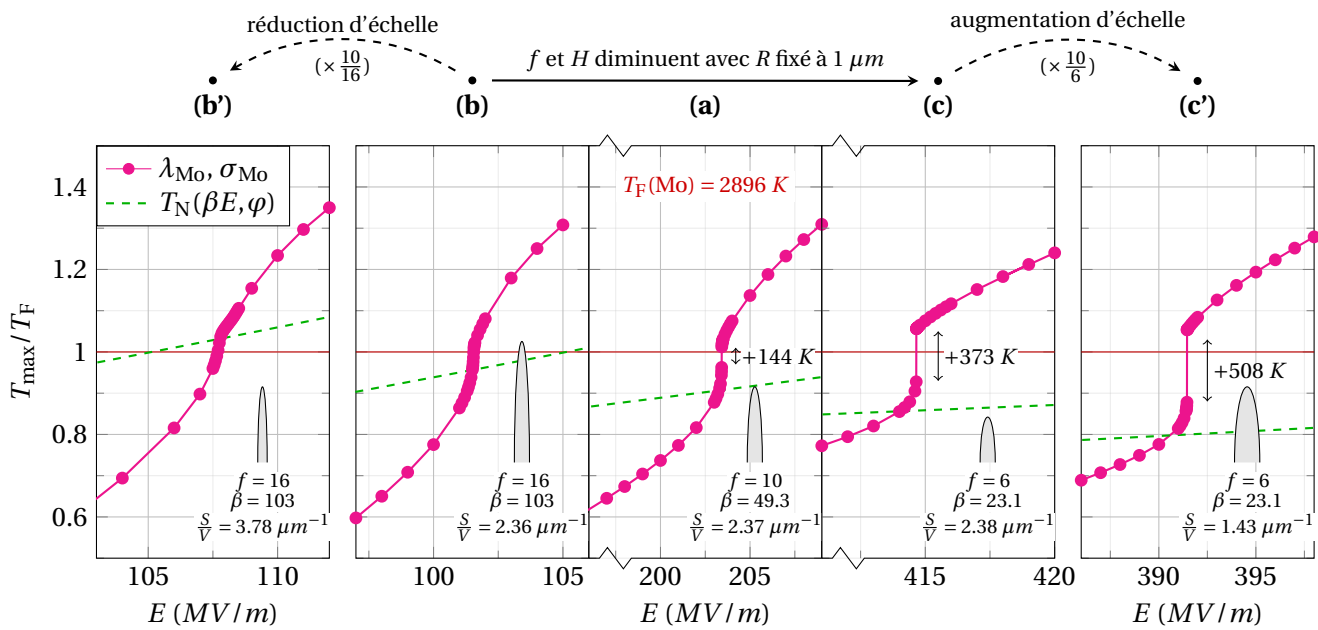 réduction d'échelle
(× 10/16)
f et H diminuent avec R fixé à 1 µm
augmentation d'échelle
(× 10/6)
(b') (b) (a) (c) (c')
λMo, σMo
TN(βE, φ)
TF(Mo) = 2896 K
Tmax/TF
1.4
1.2
1
0.8
0.6
+144 K
+373 K
+508 K
f = 16
β = 103
S/V = 3.78 µm⁻¹
f = 16
β = 103
S/V = 2.36 µm⁻¹
f = 10
β = 49.3
S/V = 2.37 µm⁻¹
f = 6
β = 23.1
S/V = 2.38 µm⁻¹
f = 6
β = 23.1
S/V = 1.43 µm⁻¹
105 110 100 105 200 205 415 420 390 395
E (MV/m) E (MV/m) E (MV/m) E (MV/m) E (MV/m)